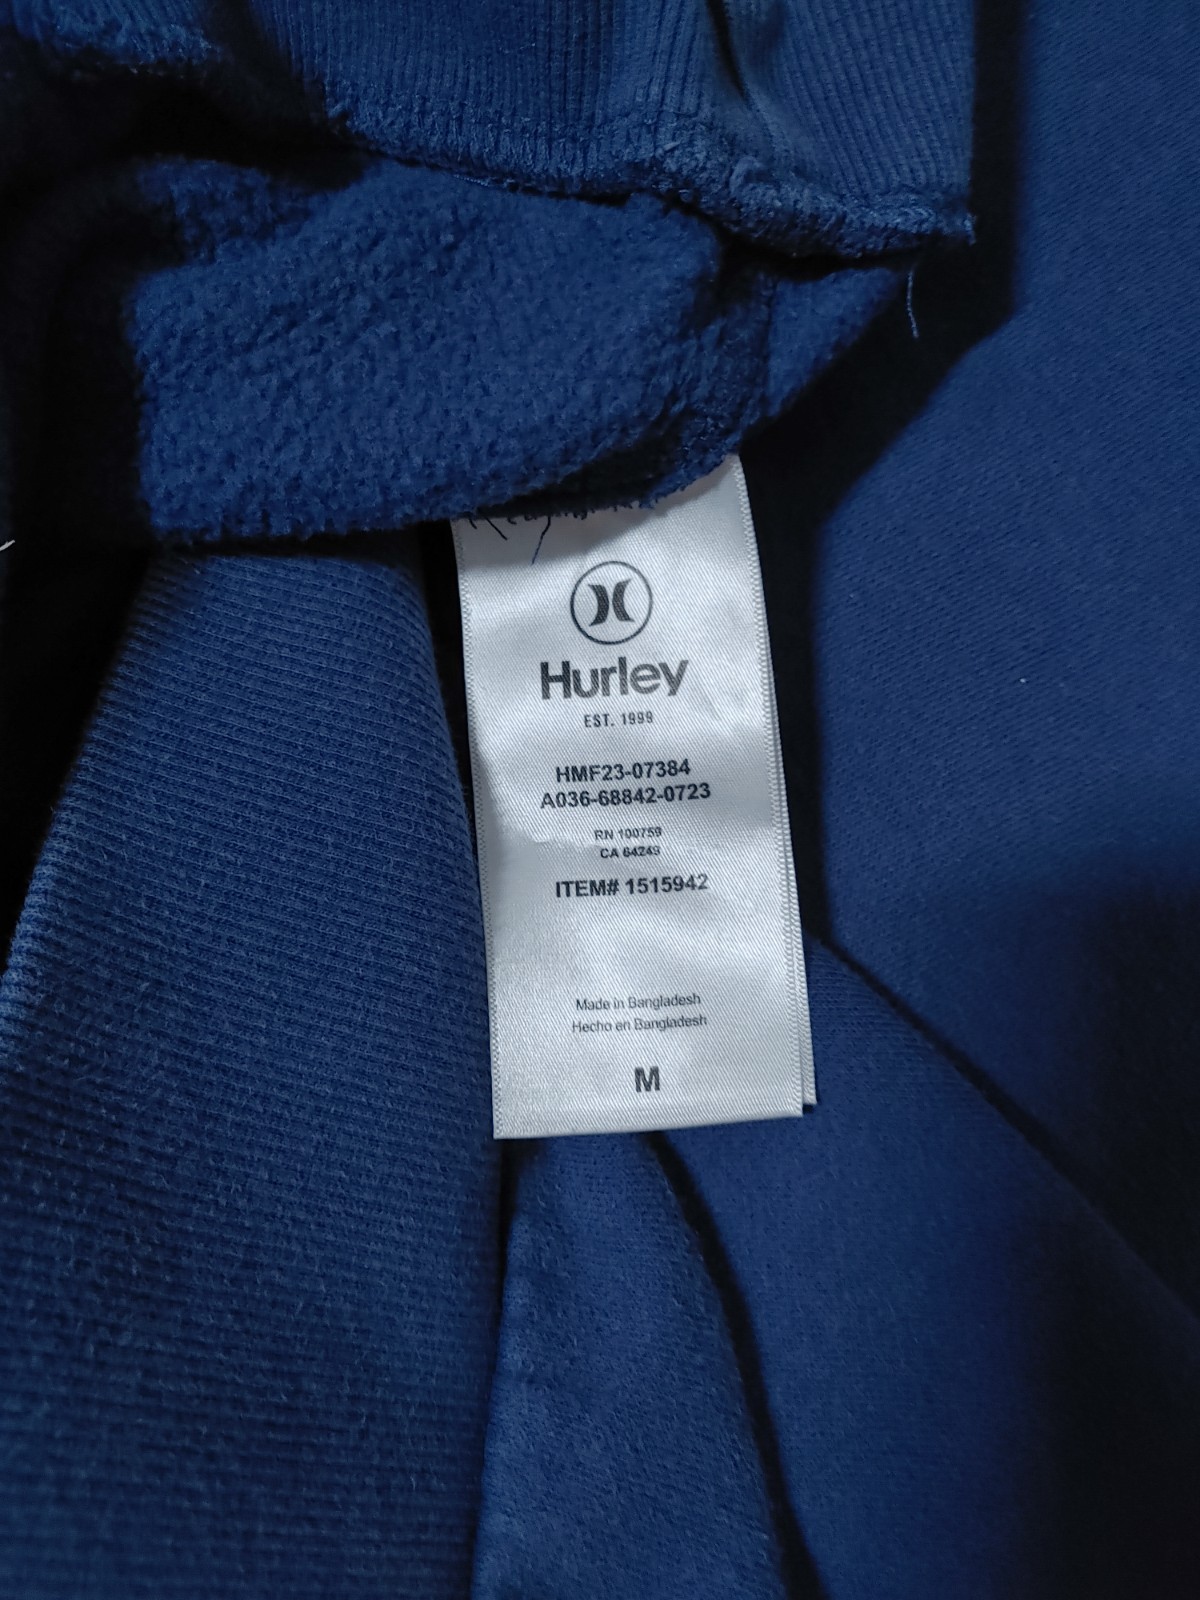 Hurley
EST. 1999
HMF23-07384
A036-68842-0723
RN 100759
CA 64249
ITEM# 1515942
Made in Bangladesh
Hecho en Bangladesh
M